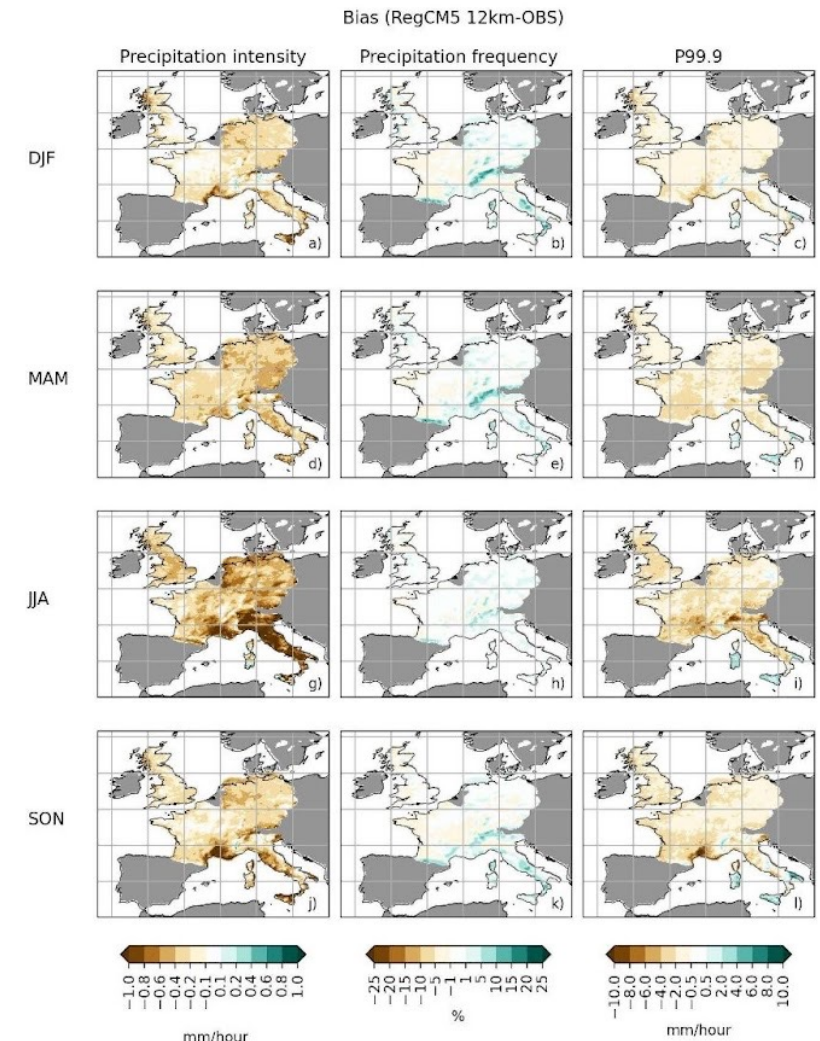 Bias (RegCM5 12km-OBS)
Precipitation intensity Precipitation frequency P99.9
DJF
a) b) c)
MAM
d) e) f)
JJA
g) h) i)
SON
j) k) l)
−1.0 −0.8 −0.6 −0.4 −0.2 −0.1 0.1 0.2 0.4 0.6 0.8 1.0
mm/hour
−25 −20 −15 −10 −5 −1 1 5 10 15 20 25
%
−10.0 −8.0 −6.0 −4.0 −2.0 −0.5 0.5 2.0 4.0 6.0 8.0 10.0
mm/hour